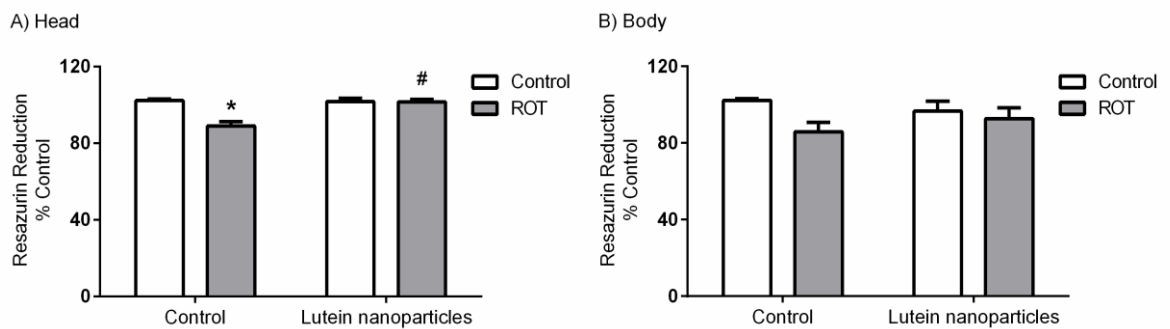 A) Head
120
80
40
0
Resazurin Reduction
% Control
*
#
Control
ROT
Control
Lutein nanoparticles
B) Body
120
80
40
0
Resazurin Reduction
% Control
Control
ROT
Control
Lutein nanoparticles